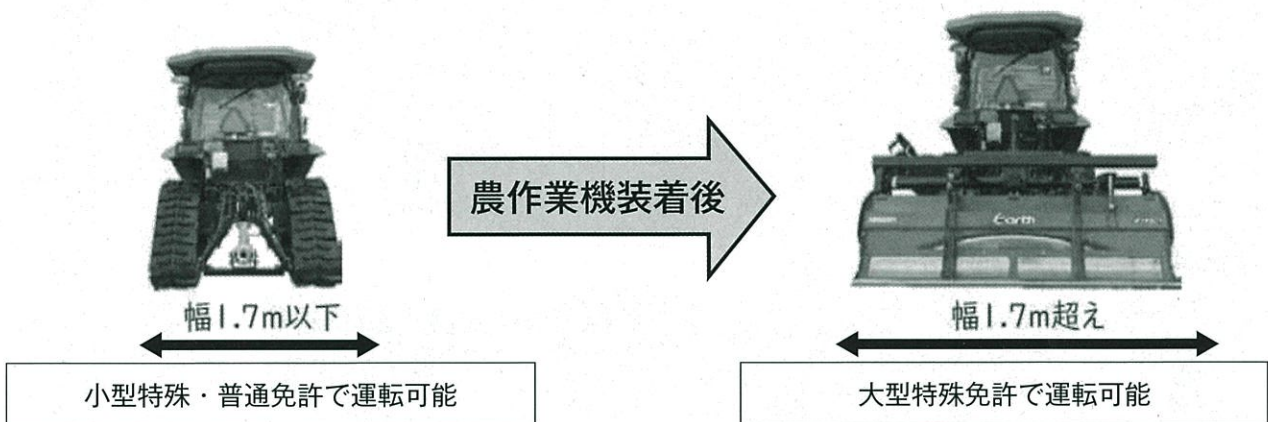 農作業機装着後
Earth
幅1.7m以下
幅1.7m超え
小型特殊・普通免許で運転可能
大型特殊免許で運転可能